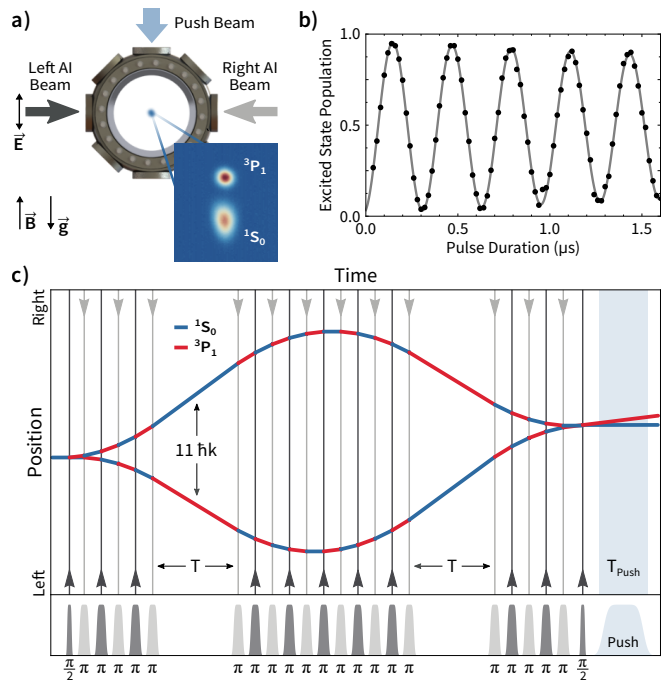 a)
Push Beam
Left AI
Beam
Right AI
Beam
E
B
g
³P₁
¹S₀
b)
Excited State Population
1.0
0.5
0.0
0.0
0.5
1.0
1.5
Pulse Duration (μs)
c)
Time
Right
Position
Left
¹S₀
³P₁
11 ħk
T
T
T_Push
Push
π/2 π π π π π π π π π π π π π π π π π π π π π/2